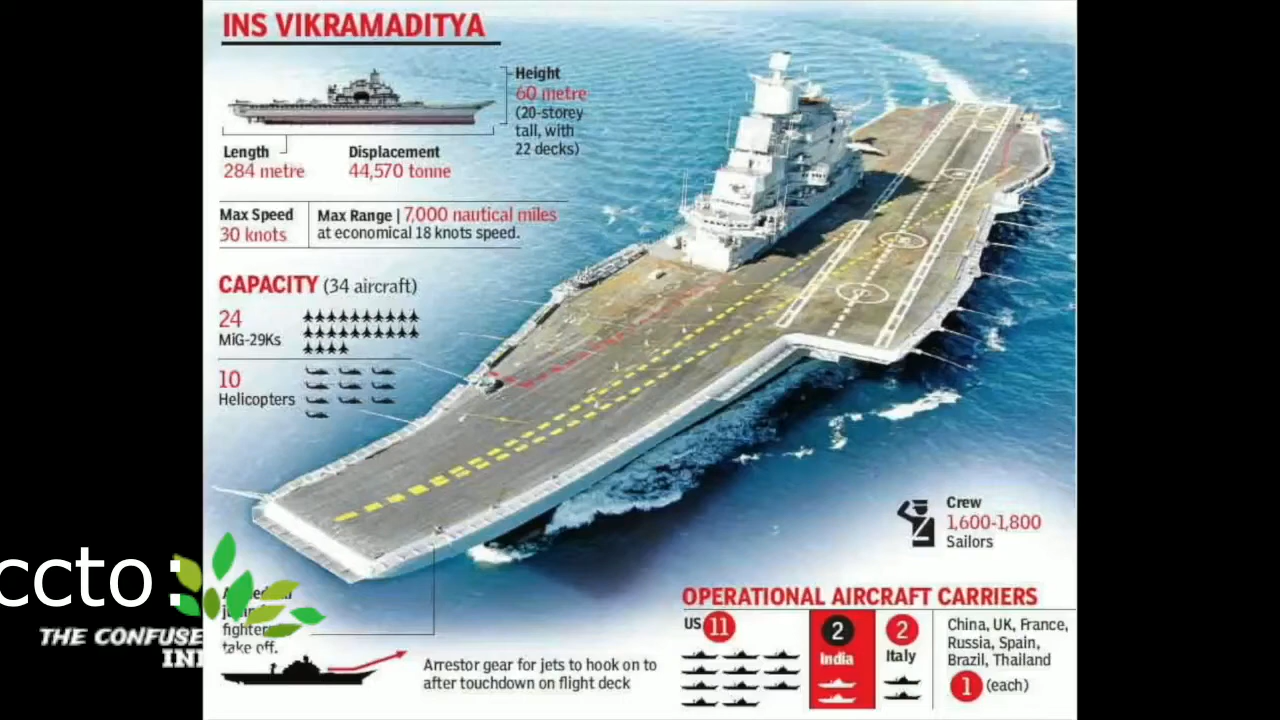 INS VIKRAMADITYA
Height
60 metre
(20-storey
tall, with
22 decks)
Length
284 metre
Displacement
44,570 tonne
Max Speed
30 knots
Max Range | 7,000 nautical miles
at economical 18 knots speed.
CAPACITY (34 aircraft)
24
MiG-29Ks
10
Helicopters
Crew
1,600-1,800
Sailors
ccto:
THE CONFUSE
take off.
Arrestor gear for jets to hook on to
after touchdown on flight deck
OPERATIONAL AIRCRAFT CARRIERS
US 11
2
India
2
Italy
China, UK, France,
Russia, Spain,
Brazil, Thailand
1 (each)